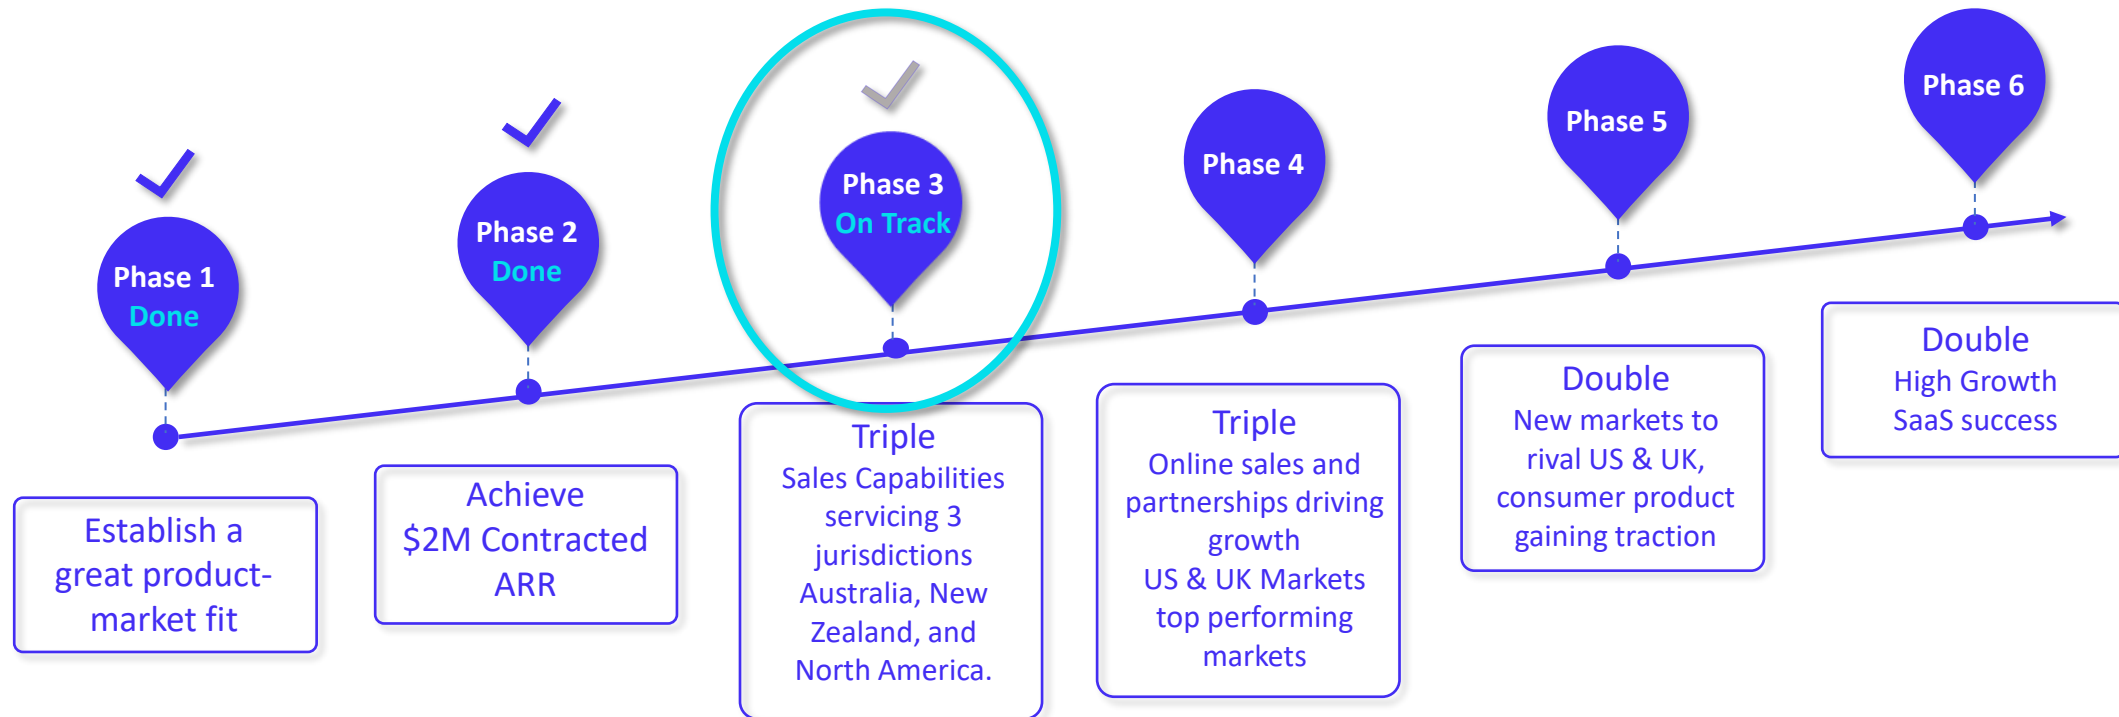 Phase 1
Done
Establish a
great product-
market fit
Phase 2
Done
Achieve
$2M Contracted
ARR
Phase 3
On Track
Triple
Sales Capabilities
servicing 3
jurisdictions
Australia, New
Zealand, and
North America.
Phase 4
Triple
Online sales and
partnerships driving
growth
US & UK Markets
top performing
markets
Phase 5
Double
New markets to
rival US & UK,
consumer product
gaining traction
Phase 6
Double
High Growth
SaaS success